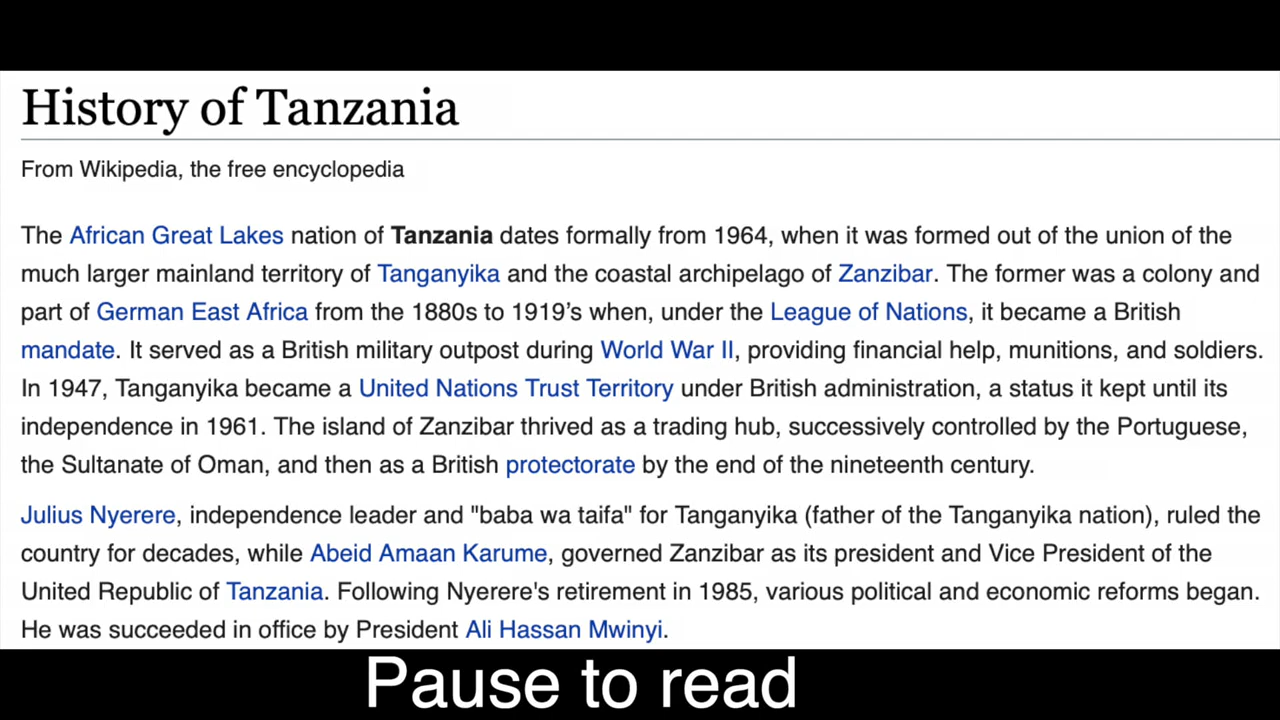 History of Tanzania
From Wikipedia, the free encyclopedia
The African Great Lakes nation of Tanzania dates formally from 1964, when it was formed out of the union of the
much larger mainland territory of Tanganyika and the coastal archipelago of Zanzibar. The former was a colony and
part of German East Africa from the 1880s to 1919’s when, under the League of Nations, it became a British
mandate. It served as a British military outpost during World War II, providing financial help, munitions, and soldiers.
In 1947, Tanganyika became a United Nations Trust Territory under British administration, a status it kept until its
independence in 1961. The island of Zanzibar thrived as a trading hub, successively controlled by the Portuguese,
the Sultanate of Oman, and then as a British protectorate by the end of the nineteenth century.
Julius Nyerere, independence leader and "baba wa taifa" for Tanganyika (father of the Tanganyika nation), ruled the
country for decades, while Abeid Amaan Karume, governed Zanzibar as its president and Vice President of the
United Republic of Tanzania. Following Nyerere's retirement in 1985, various political and economic reforms began.
He was succeeded in office by President Ali Hassan Mwinyi.
Pause to read